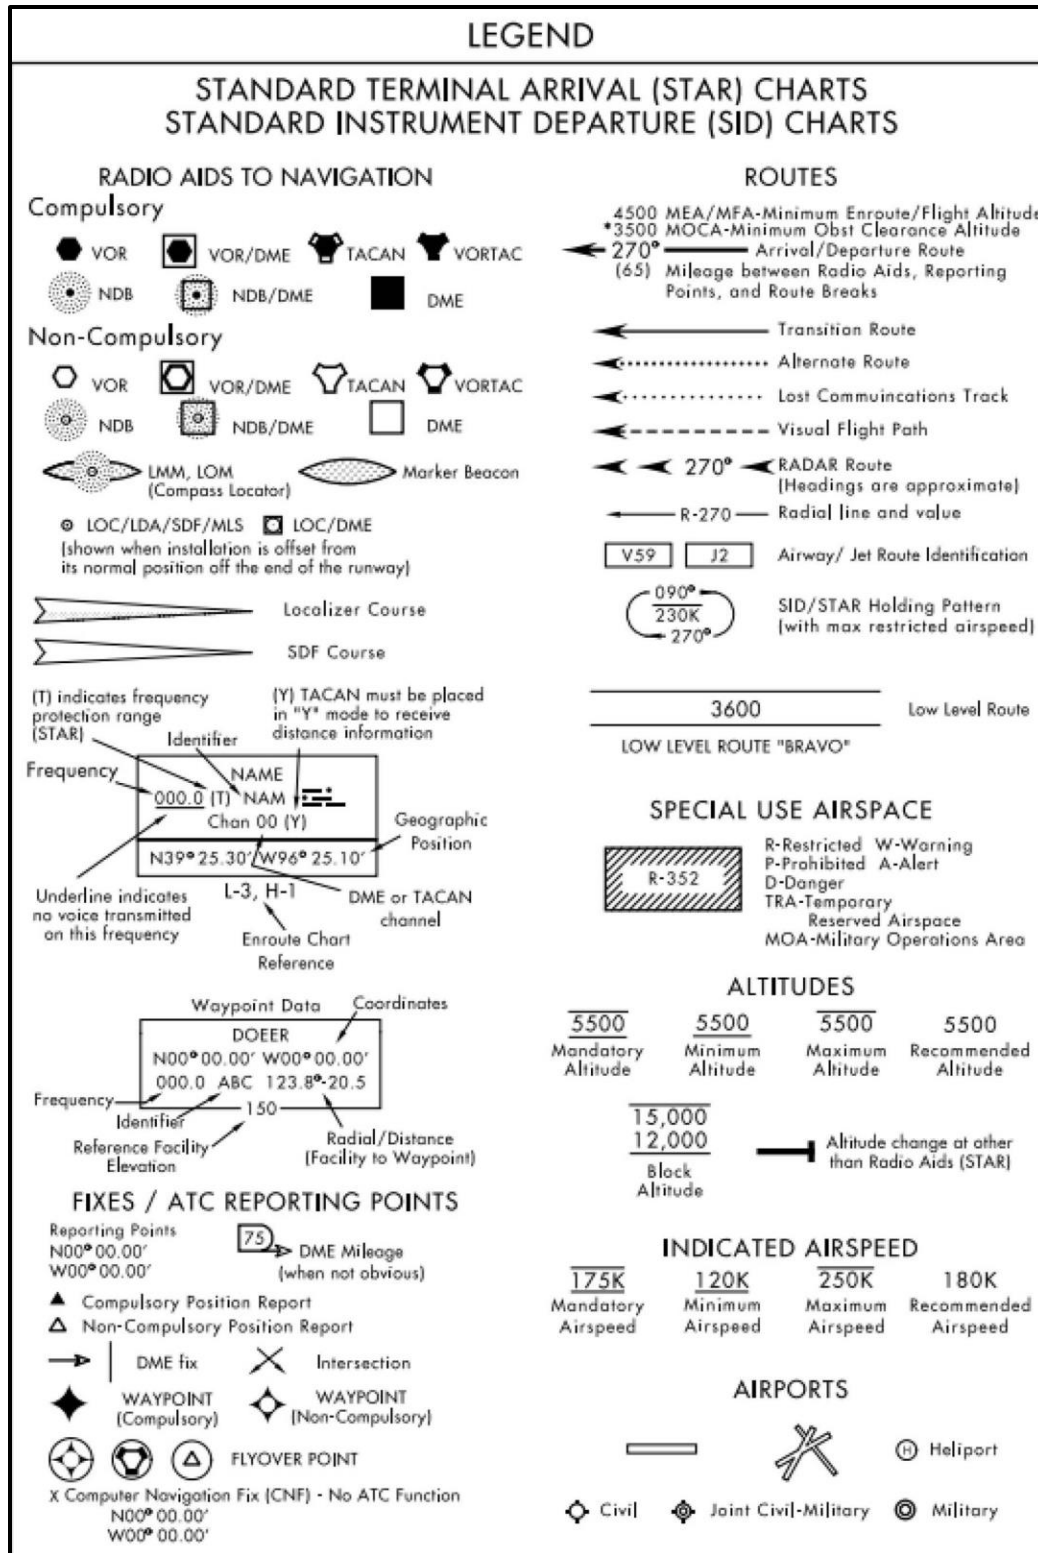 LEGEND
STANDARD TERMINAL ARRIVAL (STAR) CHARTS
STANDARD INSTRUMENT DEPARTURE (SID) CHARTS
RADIO AIDS TO NAVIGATION
Compulsory
VOR VOR/DME TACAN VORTAC
NDB NDB/DME DME
Non-Compulsory
VOR VOR/DME TACAN VORTAC
NDB NDB/DME DME
LMM, LOM
(Compass Locator)
Marker Beacon
LOC/LDA/SDF/MLS LOC/DME
(shown when installation is offset from
its normal position off the end of the runway)
Localizer Course
SDF Course
(T) indicates frequency
protection range
(STAR)
(Y) TACAN must be placed
in "Y" mode to receive
distance information
Identifier
Frequency
NAME
000.0 (T) NAM
Chan 00 (Y)
N39° 25.30' W96° 25.10'
Geographic
Position
L-3, H-1
Underline indicates
no voice transmitted
on this frequency
DME or TACAN
channel
Enroute Chart
Reference
Waypoint Data
Coordinates
DOEER
N00° 00.00' W00° 00.00'
000.0 ABC 123.8°-20.5
150
Frequency
Identifier
Reference Facility
Elevation
Radial/Distance
(Facility to Waypoint)
FIXES / ATC REPORTING POINTS
Reporting Points
N00° 00.00'
W00° 00.00'
75
DME Mileage
(when not obvious)
Compulsory Position Report
Non-Compulsory Position Report
DME fix Intersection
WAYPOINT
(Compulsory)
WAYPOINT
(Non-Compulsory)
FLYOVER POINT
X Computer Navigation Fix (CNF) - No ATC Function
N00° 00.00'
W00° 00.00'
ROUTES
4500 MEA/MFA-Minimum Enroute/Flight Altitude
*3500 MOCA-Minimum Obst Clearance Altitude
270° Arrival/Departure Route
(65) Mileage between Radio Aids, Reporting
Points, and Route Breaks
Transition Route
Alternate Route
Lost Commuincations Track
Visual Flight Path
270° RADAR Route
(Headings are approximate)
R-270 Radial line and value
V59 J2 Airway/ Jet Route Identification
090°
230K
270°
SID/STAR Holding Pattern
(with max restricted airspeed)
3600 Low Level Route
LOW LEVEL ROUTE "BRAVO"
SPECIAL USE AIRSPACE
R-352
R-Restricted W-Warning
P-Prohibited A-Alert
D-Danger
TRA-Temporary
Reserved Airspace
MOA-Military Operations Area
ALTITUDES
5500 5500 5500 5500
Mandatory Minimum Maximum Recommended
Altitude Altitude Altitude Altitude
15,000
12,000
Block
Altitude
Altitude change at other
than Radio Aids (STAR)
INDICATED AIRSPEED
175K 120K 250K 180K
Mandatory Minimum Maximum Recommended
Airspeed Airspeed Airspeed Airspeed
AIRPORTS
H Heliport
Civil Joint Civil-Military Military